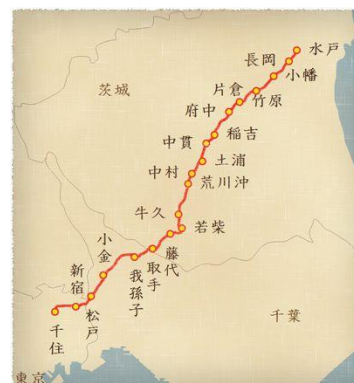 水戸
長岡
小幡
茨城
片倉
竹原
府中
稲吉
中貫
土浦
中村
荒川沖
牛久
若柴
小金
藤代
取手
我孫子
新宿
松戸
千住
千葉
東京